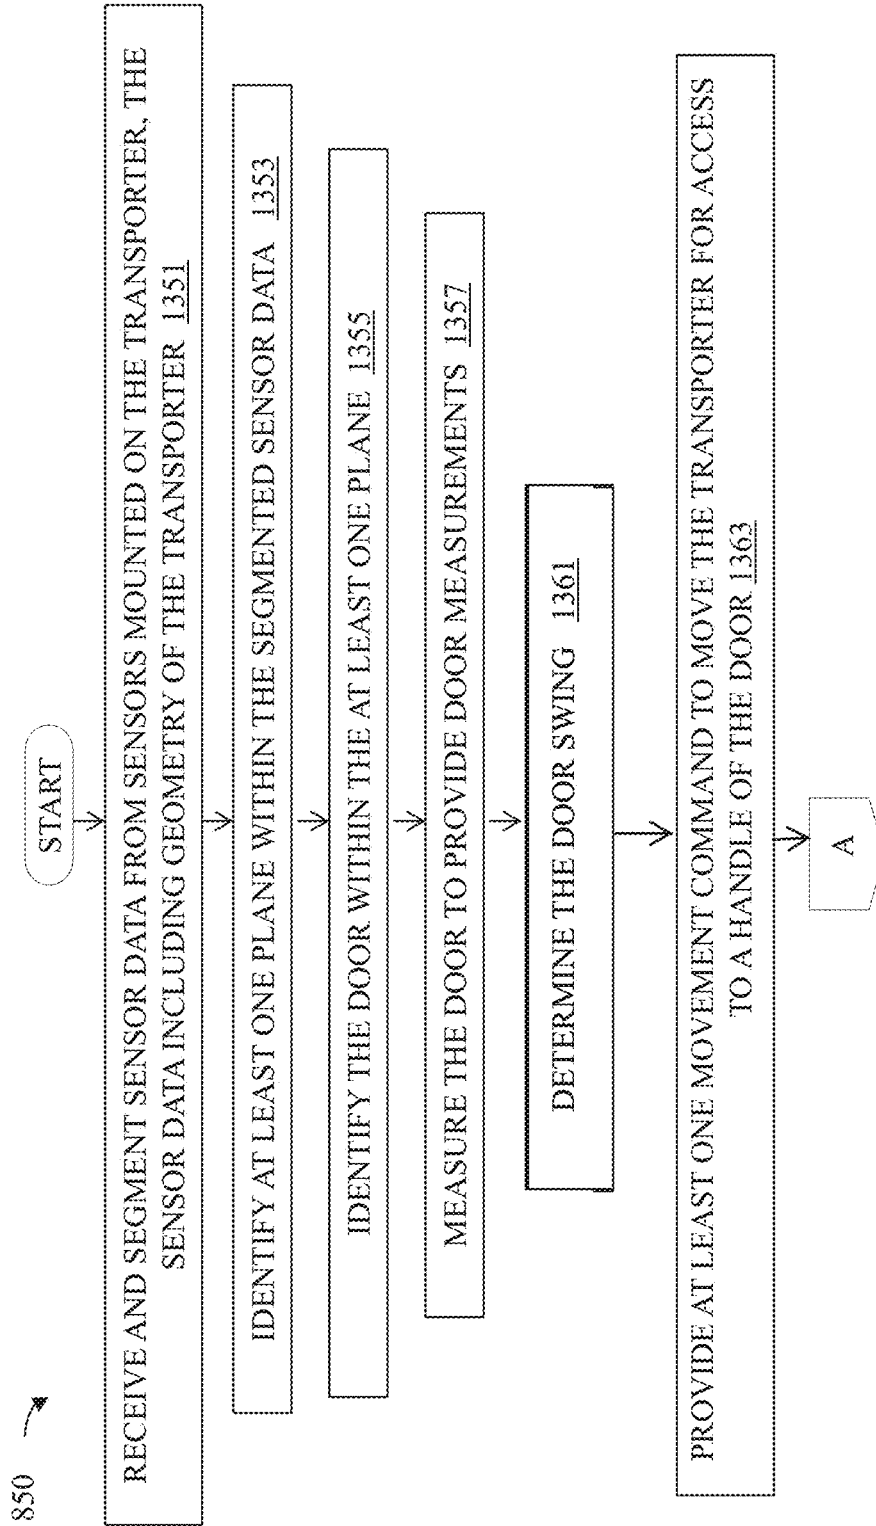 850
START
RECEIVE AND SEGMENT SENSOR DATA FROM SENSORS MOUNTED ON THE TRANSPORTER, THE
SENSOR DATA INCLUDING GEOMETRY OF THE TRANSPORTER 1351
IDENTIFY AT LEAST ONE PLANE WITHIN THE SEGMENTED SENSOR DATA 1353
IDENTIFY THE DOOR WITHIN THE AT LEAST ONE PLANE 1355
MEASURE THE DOOR TO PROVIDE DOOR MEASUREMENTS 1357
DETERMINE THE DOOR SWING 1361
PROVIDE AT LEAST ONE MOVEMENT COMMAND TO MOVE THE TRANSPORTER FOR ACCESS
TO A HANDLE OF THE DOOR 1363
A